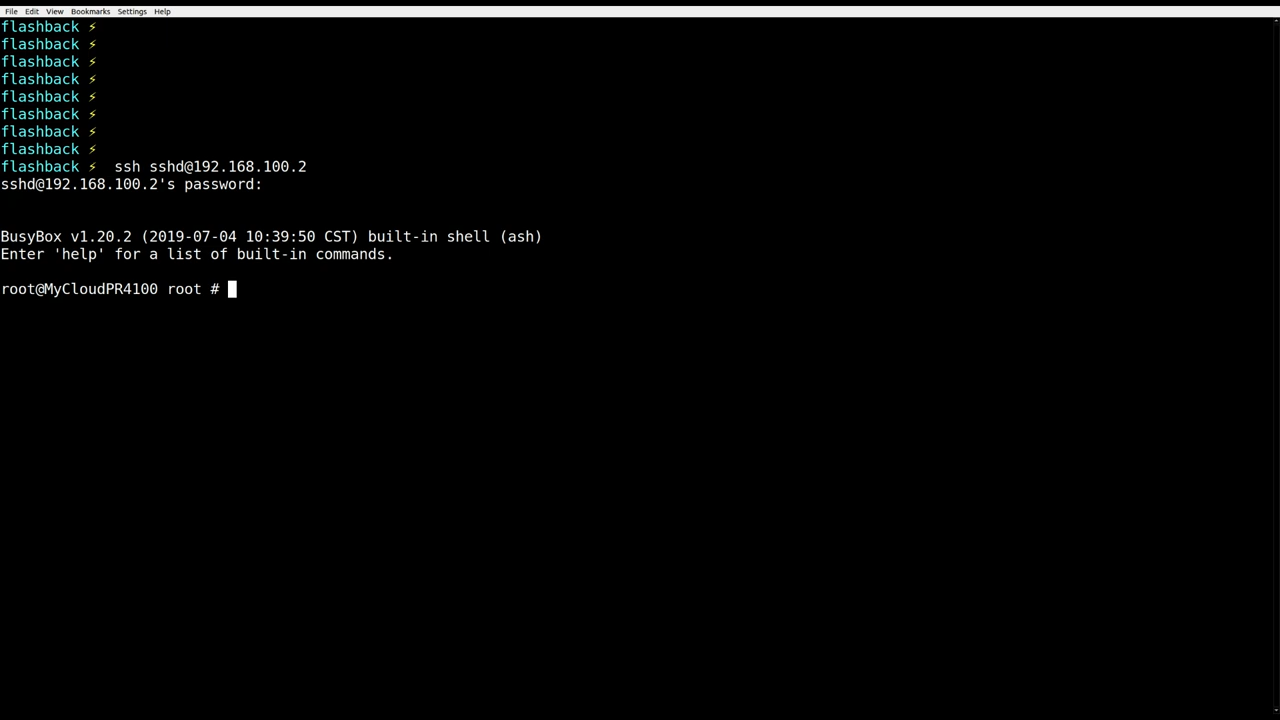 File Edit View Bookmarks Settings Help
flashback ⚡
flashback ⚡
flashback ⚡
flashback ⚡
flashback ⚡
flashback ⚡
flashback ⚡
flashback ⚡
flashback ⚡ ssh sshd@192.168.100.2
sshd@192.168.100.2's password:
BusyBox v1.20.2 (2019-07-04 10:39:50 CST) built-in shell (ash)
Enter 'help' for a list of built-in commands.
root@MyCloudPR4100 root #